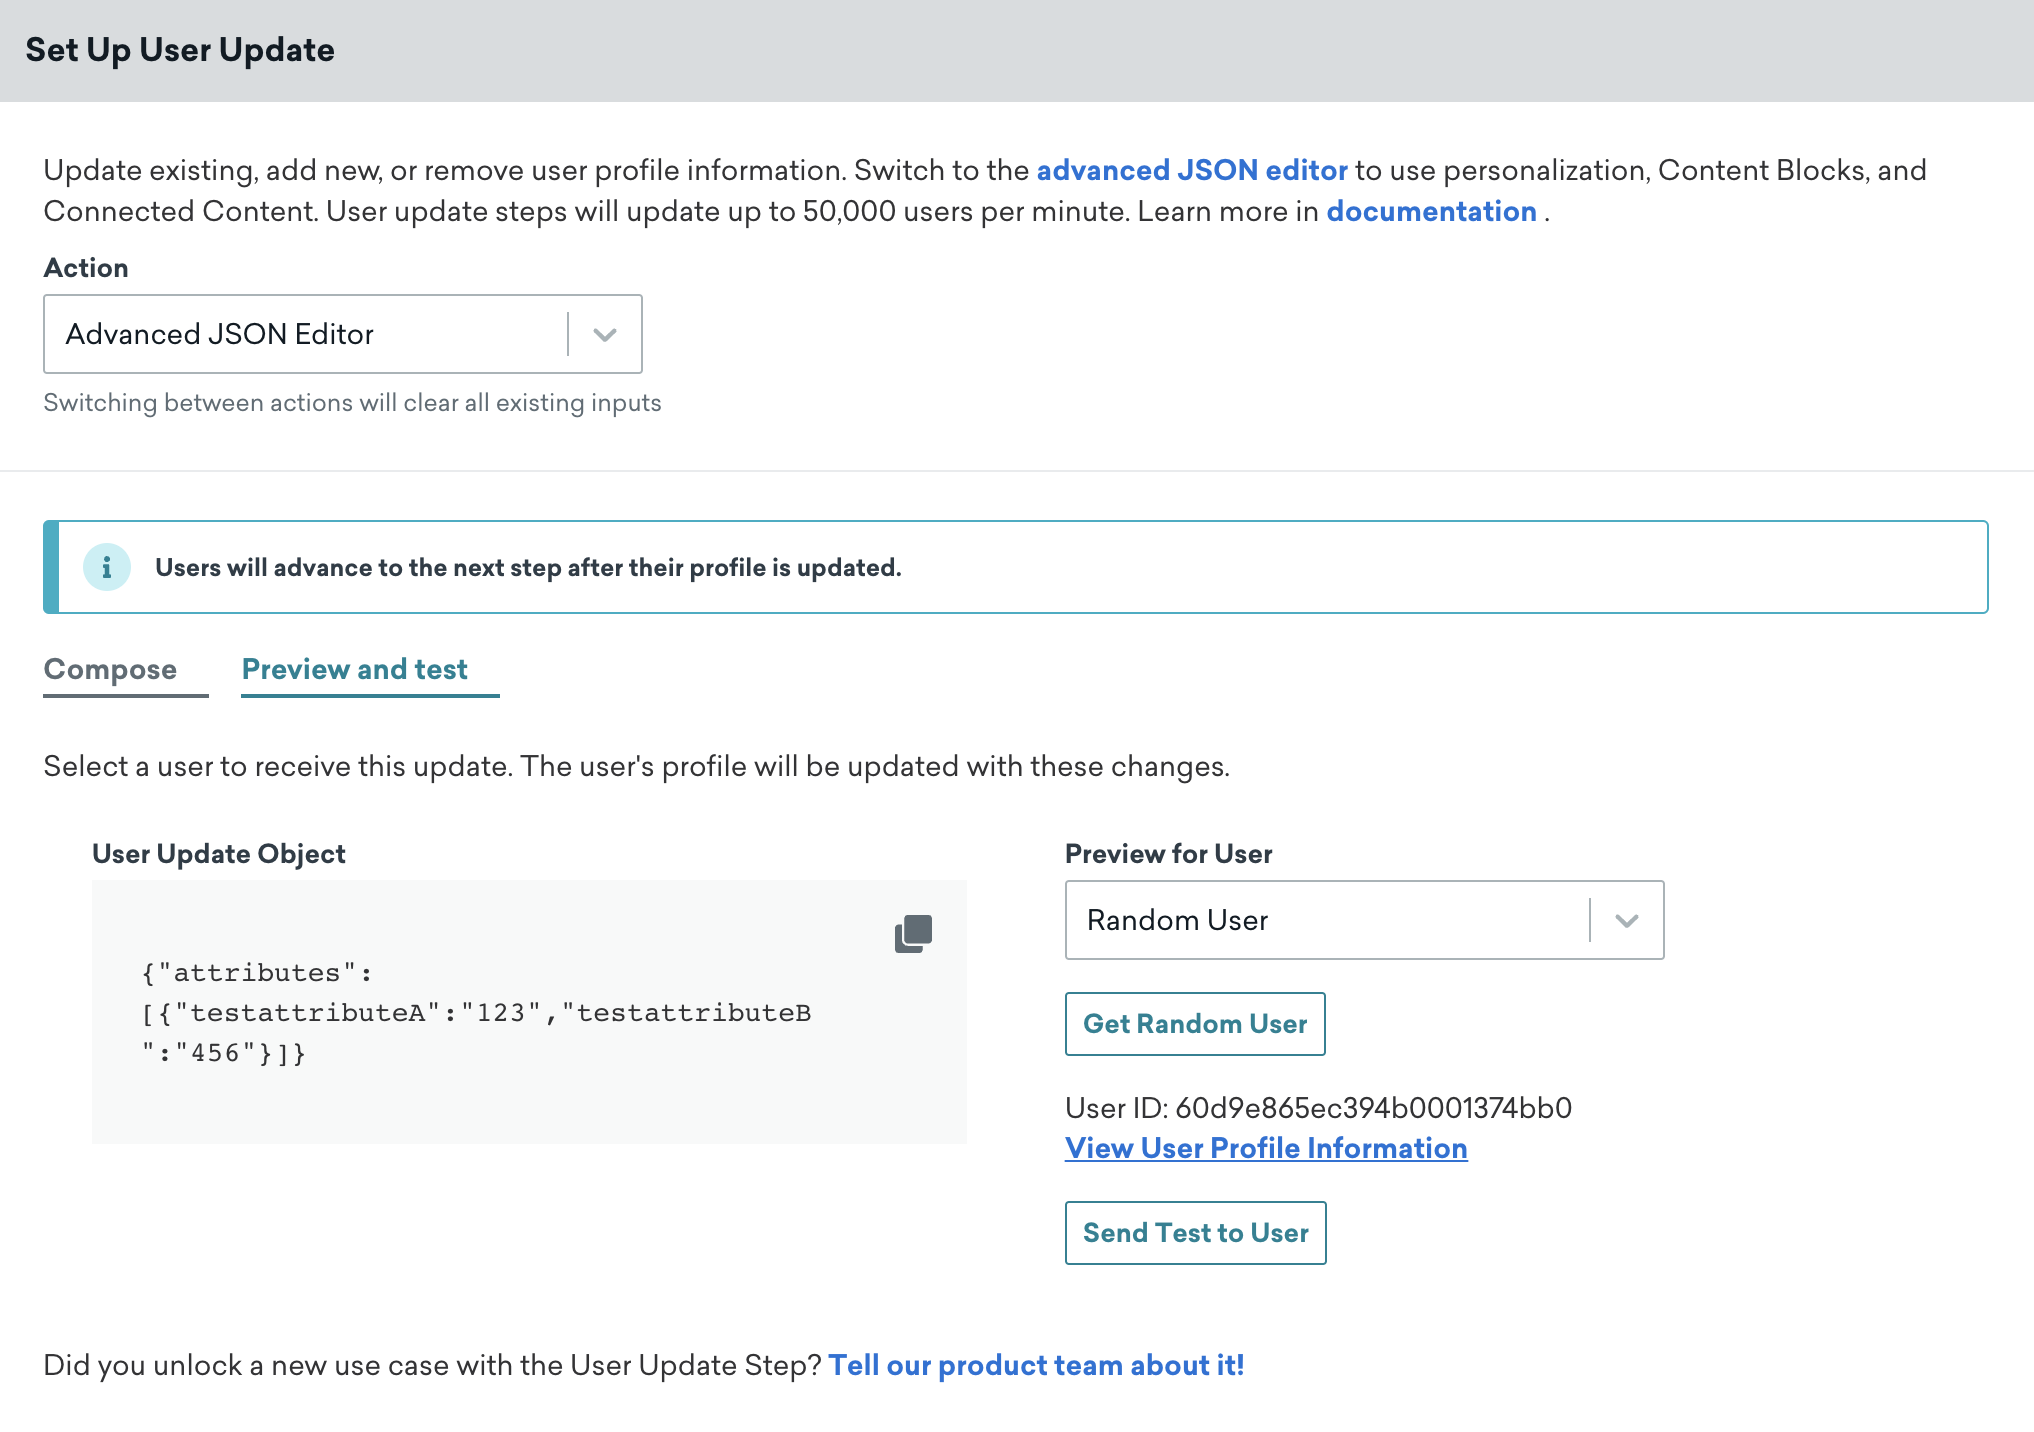 Set Up User Update
Update existing, add new, or remove user profile information. Switch to the advanced JSON editor to use personalization, Content Blocks, and
Connected Content. User update steps will update up to 50,000 users per minute. Learn more in documentation .
Action
Advanced JSON Editor
Switching between actions will clear all existing inputs
Users will advance to the next step after their profile is updated.
Compose
Preview and test
Select a user to receive this update. The user's profile will be updated with these changes.
User Update Object
{"attributes":
[{"testattributeA":"123","testattributeB
":"456"}]}
Preview for User
Random User
Get Random User
User ID: 60d9e865ec394b0001374bb0
View User Profile Information
Send Test to User
Did you unlock a new use case with the User Update Step? Tell our product team about it!